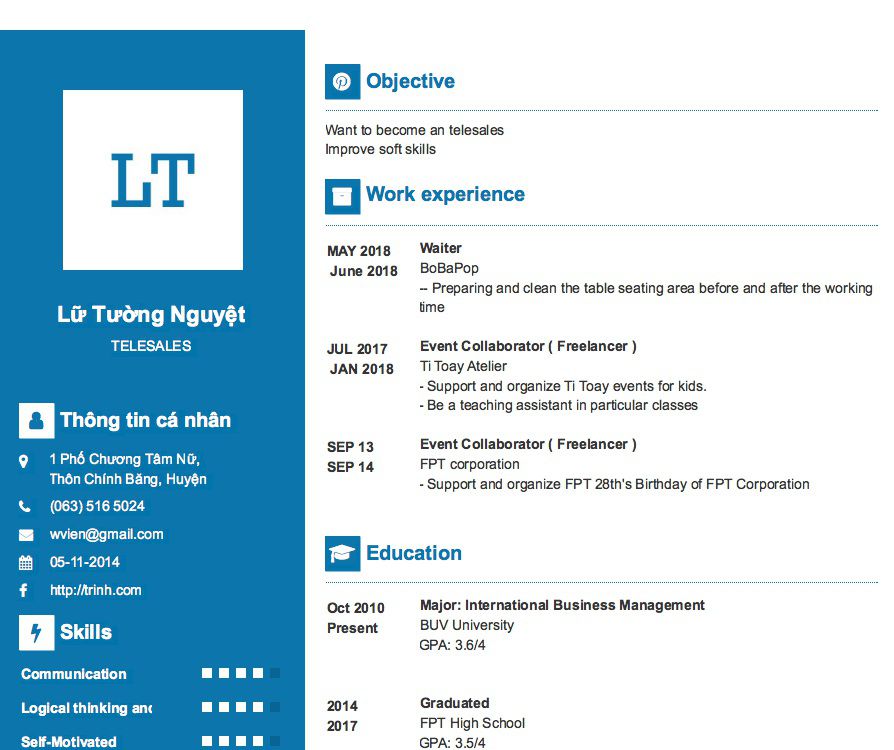 LT
Lữ Tường Nguyệt
TELESALES
Thông tin cá nhân
1 Phố Chương Tâm Nữ,
Thôn Chính Băng, Huyện
(063) 516 5024
wvien@gmail.com
05-11-2014
http://trinh.com
Skills
Communication
Logical thinking and
Self-Motivated
Objective
Want to become an telesales
Improve soft skills
Work experience
MAY 2018
June 2018
Waiter
BoBaPop
-- Preparing and clean the table seating area before and after the working
time
JUL 2017
JAN 2018
Event Collaborator ( Freelancer )
Ti Toay Atelier
- Support and organize Ti Toay events for kids.
- Be a teaching assistant in particular classes
SEP 13
SEP 14
Event Collaborator ( Freelancer )
FPT corporation
- Support and organize FPT 28th's Birthday of FPT Corporation
Education
Oct 2010
Present
Major: International Business Management
BUV University
GPA: 3.6/4
2014
2017
Graduated
FPT High School
GPA: 3.5/4